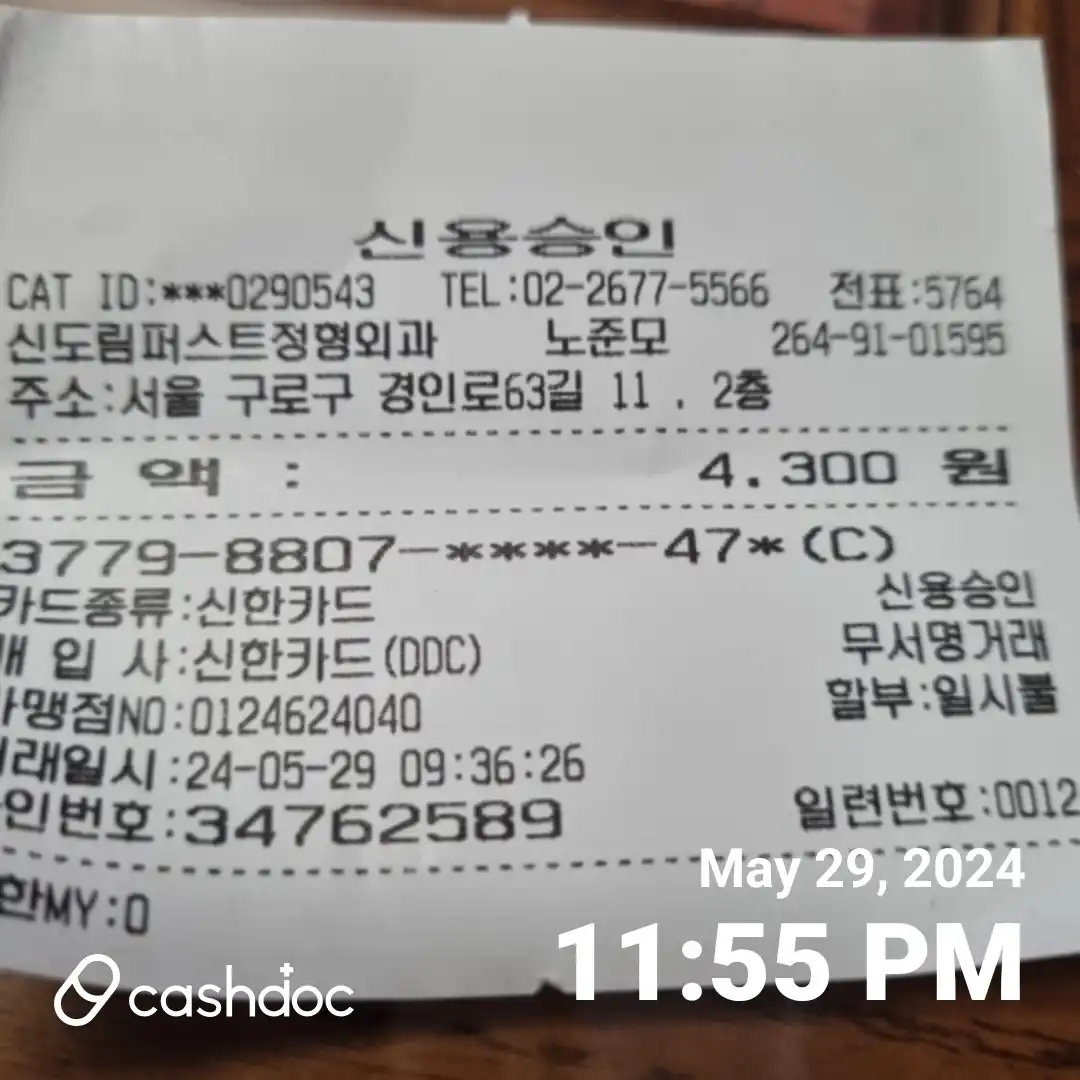 신용승인
CAT ID:***0290543 TEL:02-2677-5566 전표:5764
신도림퍼스트정형외과 노준모 264-91-01595
주소:서울 구로구 경인로63길 11 , 2층
금 액 : 4,300 원
3779-8807-****-47*(C)
카드종류:신한카드 신용승인
매 입 사:신한카드(DDC) 무서명거래
가맹점NO:0124624040 할부:일시불
거래일시:24-05-29 09:36:26
인번호:34762589 일련번호:0012
한MY:0
May 29, 2024
11:55 PM
cashdoc